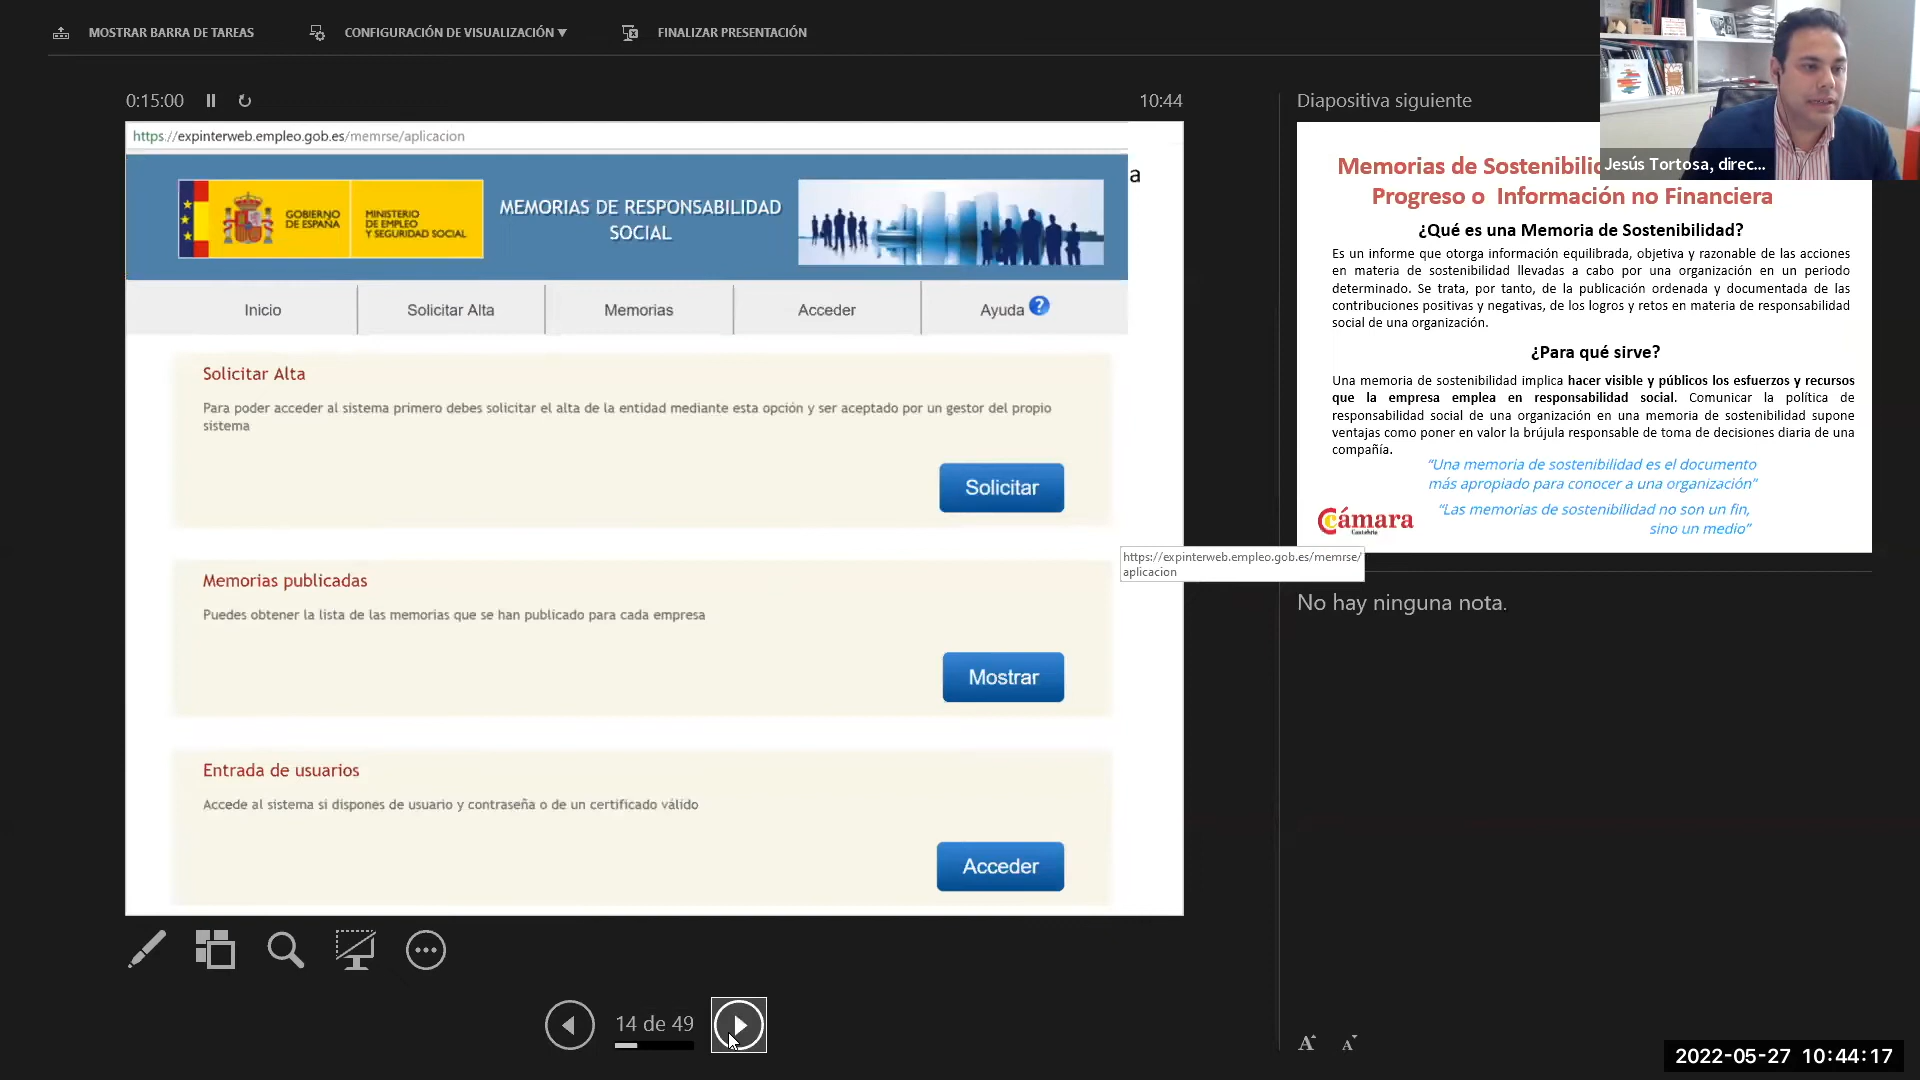 MOSTRAR BARRA DE TAREAS
CONFIGURACIÓN DE VISUALIZACIÓN ▼
FINALIZAR PRESENTACIÓN
0:15:00
10:44
https://expinterweb.empleo.gob.es/memrse/aplicacion
a
GOBIERNO
DE ESPAÑA
MINISTERIO
DE EMPLEO
Y SEGURIDAD SOCIAL
MEMORIAS DE RESPONSABILIDAD
SOCIAL
Inicio
Solicitar Alta
Memorias
Acceder
Ayuda ?
Solicitar Alta
Para poder acceder al sistema primero debes solicitar el alta de la entidad mediante esta opción y ser aceptado por un gestor del propio
sistema
Solicitar
Memorias publicadas
Puedes obtener la lista de las memorias que se han publicado para cada empresa
Mostrar
Entrada de usuarios
Accede al sistema si dispones de usuario y contraseña o de un certificado válido
Acceder
https://expinterweb.empleo.gob.es/memrse/
aplicacion
14 de 49
Diapositiva siguiente
Jesús Tortosa, direc...
Memorias de Sostenibilid
Progreso o Información no Financiera
¿Qué es una Memoria de Sostenibilidad?
Es un informe que otorga información equilibrada, objetiva y razonable de las acciones
en materia de sostenibilidad llevadas a cabo por una organización en un periodo
determinado. Se trata, por tanto, de la publicación ordenada y documentada de las
contribuciones positivas y negativas, de los logros y retos en materia de responsabilidad
social de una organización.
¿Para qué sirve?
Una memoria de sostenibilidad implica hacer visible y públicos los esfuerzos y recursos
que la empresa emplea en responsabilidad social. Comunicar la política de
responsabilidad social de una organización en una memoria de sostenibilidad supone
ventajas como poner en valor la brújula responsable de toma de decisiones diaria de una
compañía.
“Una memoria de sostenibilidad es el documento
más apropiado para conocer a una organización”
“Las memorias de sostenibilidad no son un fin,
sino un medio”
Cámara
Cantabria
No hay ninguna nota.
A A
2022-05-27 10:44:17